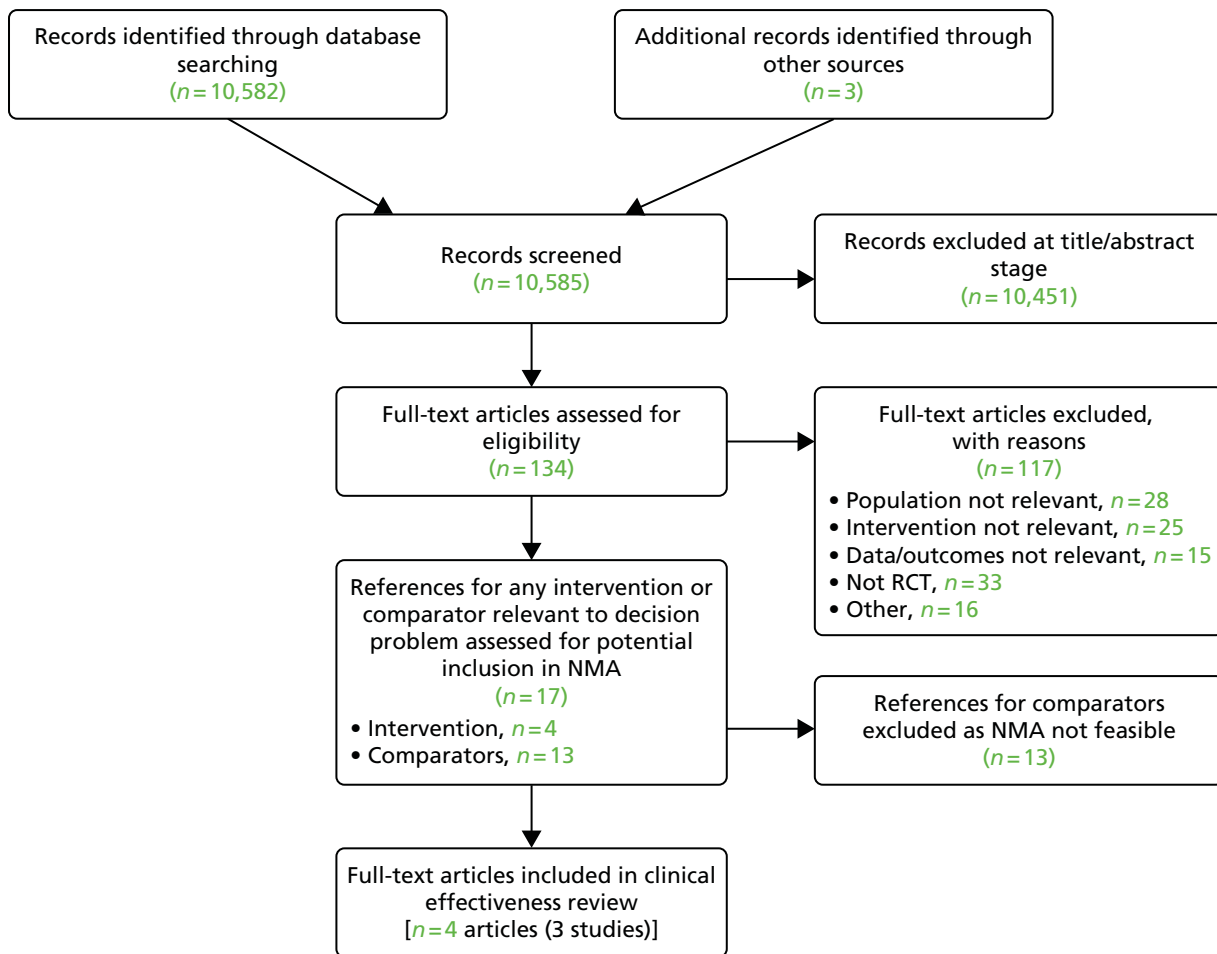 Records identified through database
searching
(n = 10,582)
Additional records identified through
other sources
(n = 3)
Records screened
(n = 10,585)
Records excluded at title/abstract
stage
(n = 10,451)
Full-text articles assessed for
eligibility
(n = 134)
Full-text articles excluded,
with reasons
(n = 117)
• Population not relevant, n = 28
• Intervention not relevant, n = 25
• Data/outcomes not relevant, n = 15
• Not RCT, n = 33
• Other, n = 16
References for any intervention or
comparator relevant to decision
problem assessed for potential
inclusion in NMA
(n = 17)
• Intervention, n = 4
• Comparators, n = 13
References for comparators
excluded as NMA not feasible
(n = 13)
Full-text articles included in clinical
effectiveness review
[n = 4 articles (3 studies)]